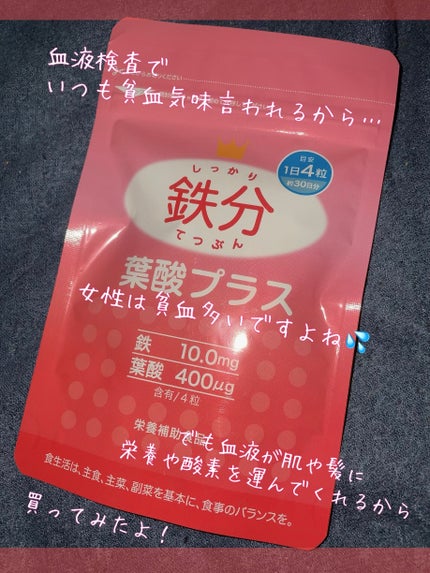 血液検査で
いつも貧血気味言われるから…
目安
1日4粒
約30日分
しっかり
鉄分
てつぶん
葉酸プラス
女性は貧血多いですよね💦
鉄 10.0mg
葉酸 400μg
含有/4粒
栄養補助食品
でも血液が肌や髪に
栄養や酸素を運んでくれるから
食生活は、主食、主菜、副菜を基本に、食事のバランスを。
買ってみたよ！